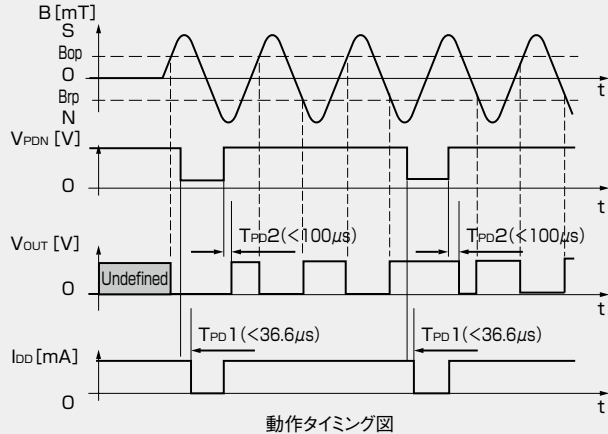 B [mT]
S
Bop
0
Brp
N
t
VPDN [V]
0
t
TPD2(<100μs)
TPD2(<100μs)
VOUT [V]
Undefined
0
t
TPD1(<36.6μs)
TPD1(<36.6μs)
IDD [mA]
0
t
動作タイミング図